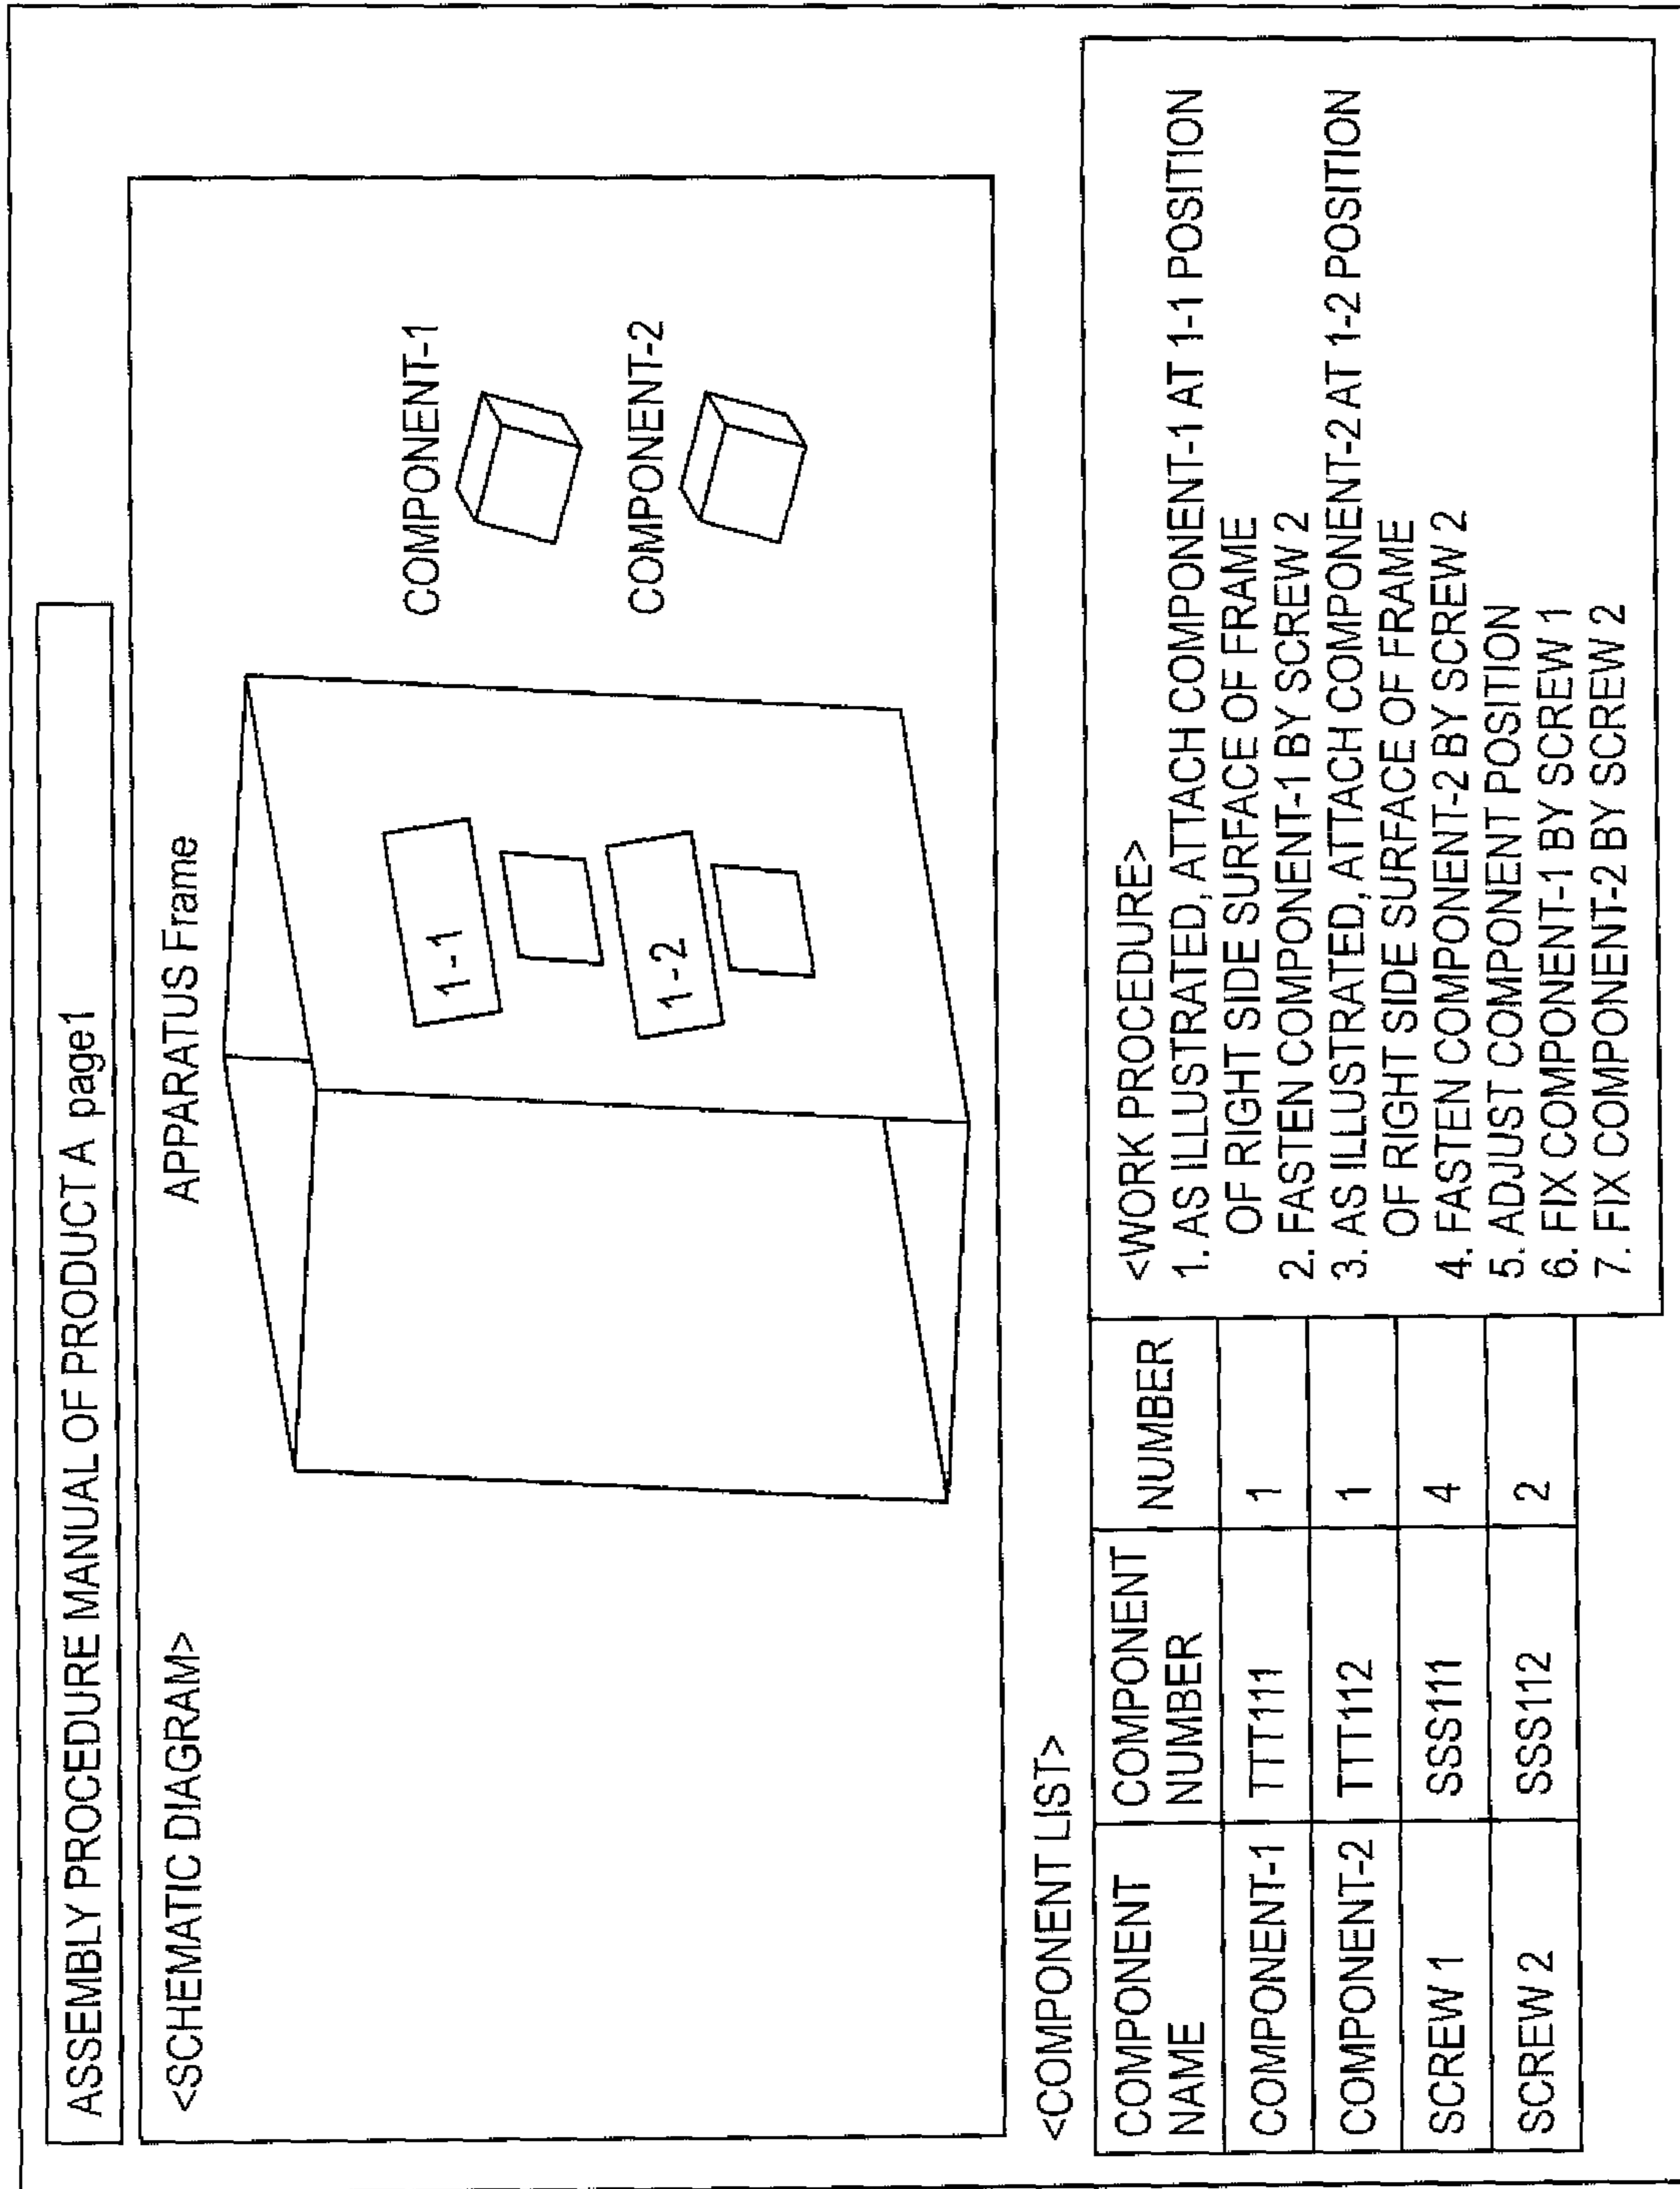 ASSEMBLY PROCEDURE MANUAL OF PRODUCT A page1
<SCHEMATIC DIAGRAM>
APPARATUS Frame
1-1
1-2
COMPONENT-1
COMPONENT-2
<COMPONENT LIST>
COMPONENT NAME COMPONENT NUMBER NUMBER
COMPONENT-1 TTT111 1
COMPONENT-2 TTT112 1
SCREW 1 SSS111 4
SCREW 2 SSS112 2
<WORK PROCEDURE>
1. AS ILLUSTRATED, ATTACH COMPONENT-1 AT 1-1 POSITION
OF RIGHT SIDE SURFACE OF FRAME
2. FASTEN COMPONENT-1 BY SCREW 2
3. AS ILLUSTRATED, ATTACH COMPONENT-2 AT 1-2 POSITION
OF RIGHT SIDE SURFACE OF FRAME
4. FASTEN COMPONENT-2 BY SCREW 2
5. ADJUST COMPONENT POSITION
6. FIX COMPONENT-1 BY SCREW 1
7. FIX COMPONENT-2 BY SCREW 2